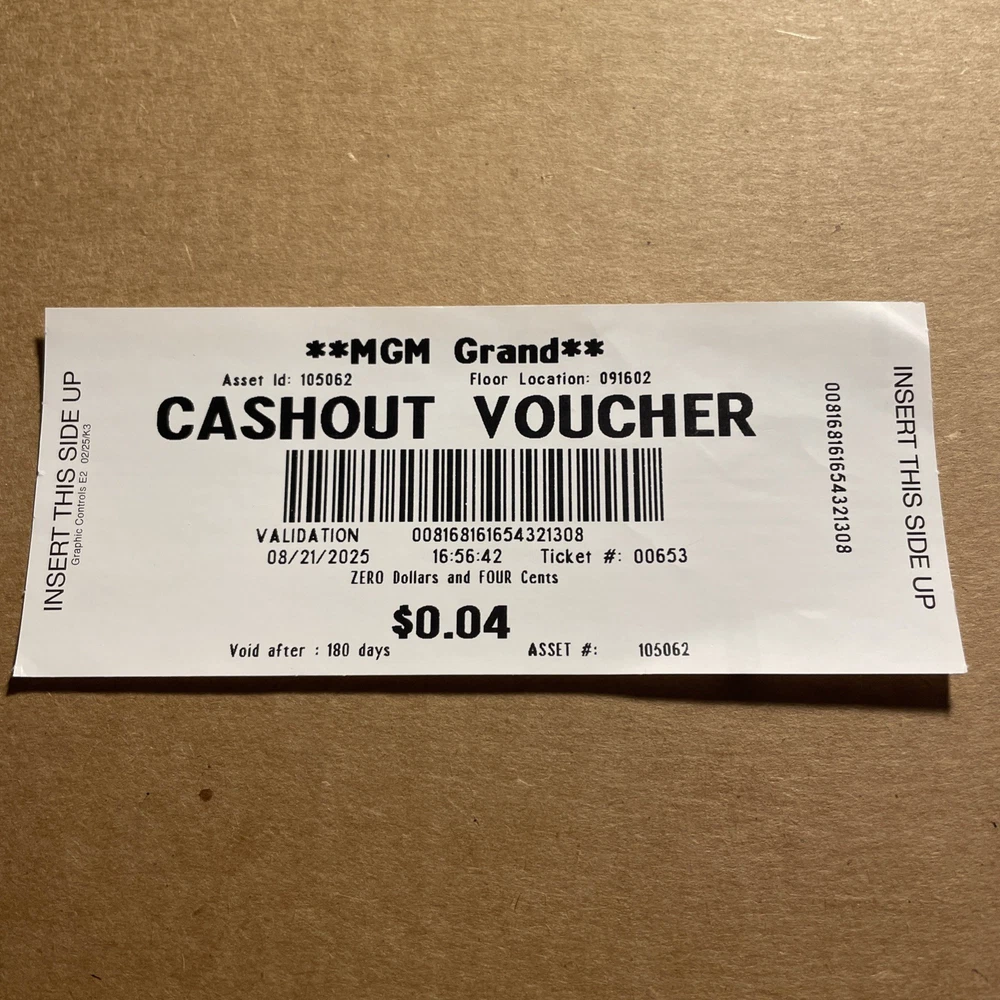 **MGM Grand**
Asset Id: 105062 Floor Location: 091602
CASHOUT VOUCHER
VALIDATION 008168161654321308
08/21/2025 16:56:42 Ticket #: 00653
ZERO Dollars and FOUR Cents
$0.04
Void after : 180 days ASSET #: 105062
INSERT THIS SIDE UP
Graphic Controls E2 02/25/K3
008168161654321308
INSERT THIS SIDE UP